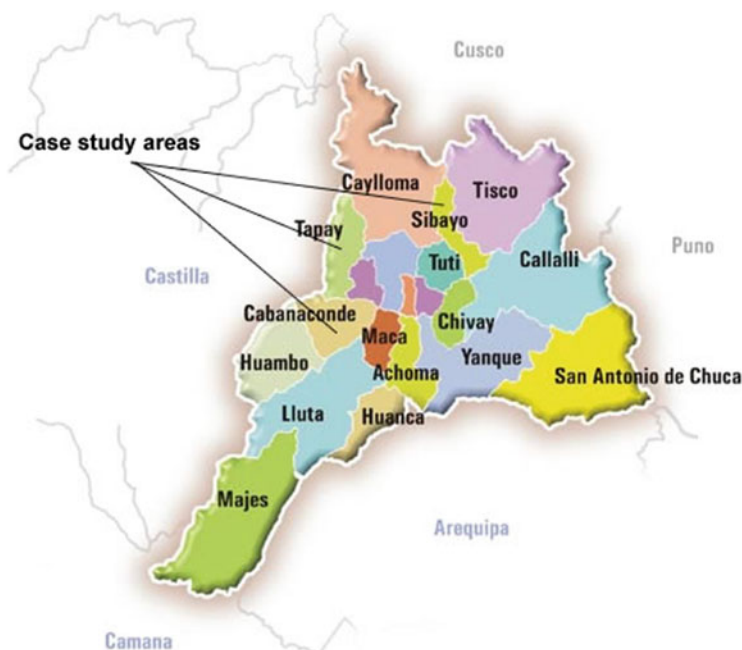 Cusco
Case study areas
Caylloma
Tisco
Sibayo
Tapay
Puno
Tuti
Callalli
Castilla
Cabanaconde
Chivay
Maca
Yanque
Huambo
Achoma
San Antonio de Chuca
Lluta
Huanca
Majes
Arequipa
Camana